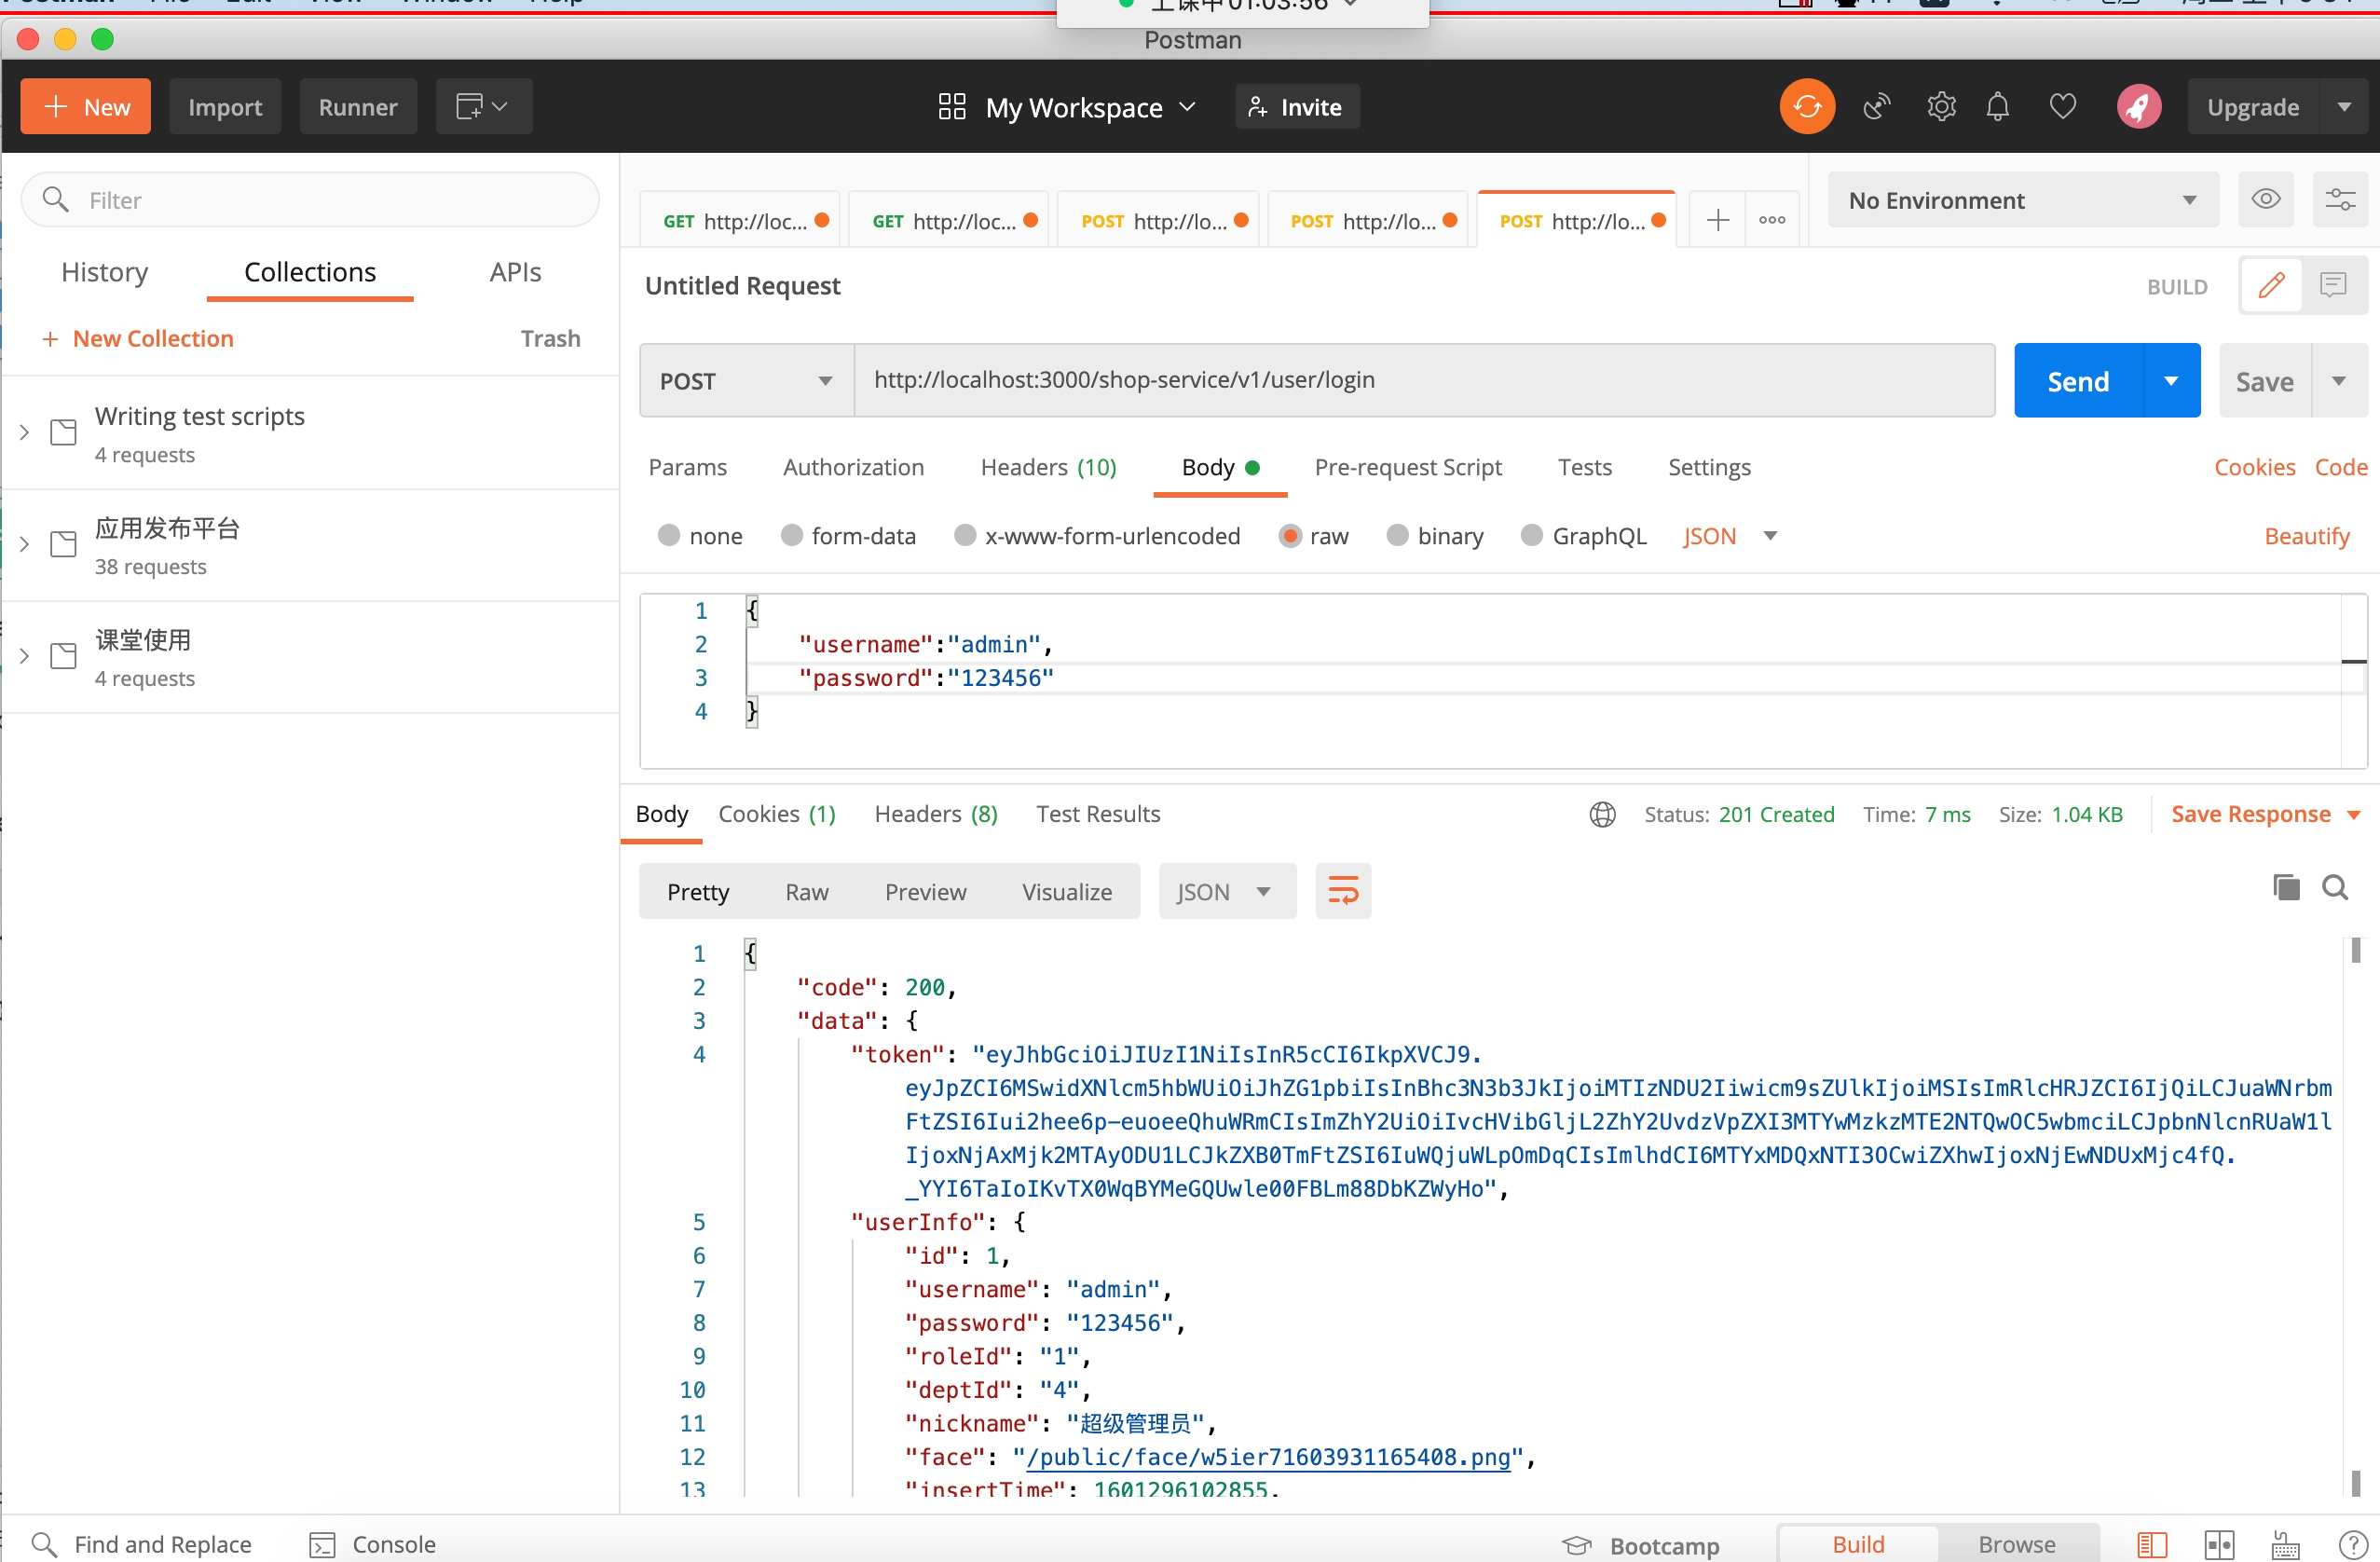 上课中 01:03:56
Postman
New
Import
Runner
My Workspace
Invite
Upgrade
Filter
History
Collections
APIs
+ New Collection
Trash
Writing test scripts
4 requests
应用发布平台
38 requests
课堂使用
4 requests
GET http://loc...
GET http://loc...
POST http://lo...
POST http://lo...
POST http://lo...
No Environment
Untitled Request
BUILD
POST
http://localhost:3000/shop-service/v1/user/login
Send
Save
Params
Authorization
Headers (10)
Body
Pre-request Script
Tests
Settings
Cookies
Code
none
form-data
x-www-form-urlencoded
raw
binary
GraphQL
JSON
Beautify
1 {
2 "username":"admin",
3 "password":"123456"
4 }
Body
Cookies (1)
Headers (8)
Test Results
Status: 201 Created
Time: 7 ms
Size: 1.04 KB
Save Response
Pretty
Raw
Preview
Visualize
JSON
1 {
2 "code": 200,
3 "data": {
4 "token": "eyJhbGciOiJIUzI1NiIsInR5cCI6IkpXVCJ9.
eyJpZCI6MSwidXNlcm5hbWUiOiJhZG1pbiIsInBhc3N3b3JkIjoiMTIzNDU2Iiwicm9sZUlkIjoiMSIsImRlcHRJZCI6IjQiLCJuaWNrbm
FtZSI6Iui2hee6p-euoeeQhuWRmCIsImZhY2UiOiIvcHVibGljL2ZhY2UvdzVpZXI3MTYwMzkzMTE2NTQwOC5wbmciLCJpbnNlcnRUaW1l
IjoxNjAxMjk2MTAyODU1LCJkZXB0TmFtZSI6IuWQjuWLpOmDqCIsImlhdCI6MTYxMDQxNTI3OCwiZXhwIjoxNjEwNDUxMjc4fQ.
_YYI6TaIoIKvTX0WqBYMeGQUwle00FBLm88DbKZWyHo",
5 "userInfo": {
6 "id": 1,
7 "username": "admin",
8 "password": "123456",
9 "roleId": "1",
10 "deptId": "4",
11 "nickname": "超级管理员",
12 "face": "/public/face/w5ier71603931165408.png",
13 "insertTime": 1601296102855,
Find and Replace
Console
Bootcamp
Build
Browse